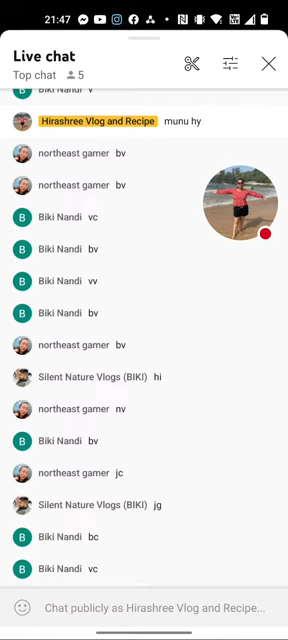 21:47
Live chat
Top chat 5
Biki Nandi v
Hirashree Vlog and Recipe munu hy
northeast gamer bv
northeast gamer bv
B Biki Nandi vc
B Biki Nandi bv
B Biki Nandi vv
B Biki Nandi bv
northeast gamer bv
Silent Nature Vlogs (BIKI) hi
northeast gamer nv
B Biki Nandi bv
northeast gamer jc
Silent Nature Vlogs (BIKI) jg
B Biki Nandi bc
B Biki Nandi vc
Chat publicly as Hirashree Vlog and Recipe...